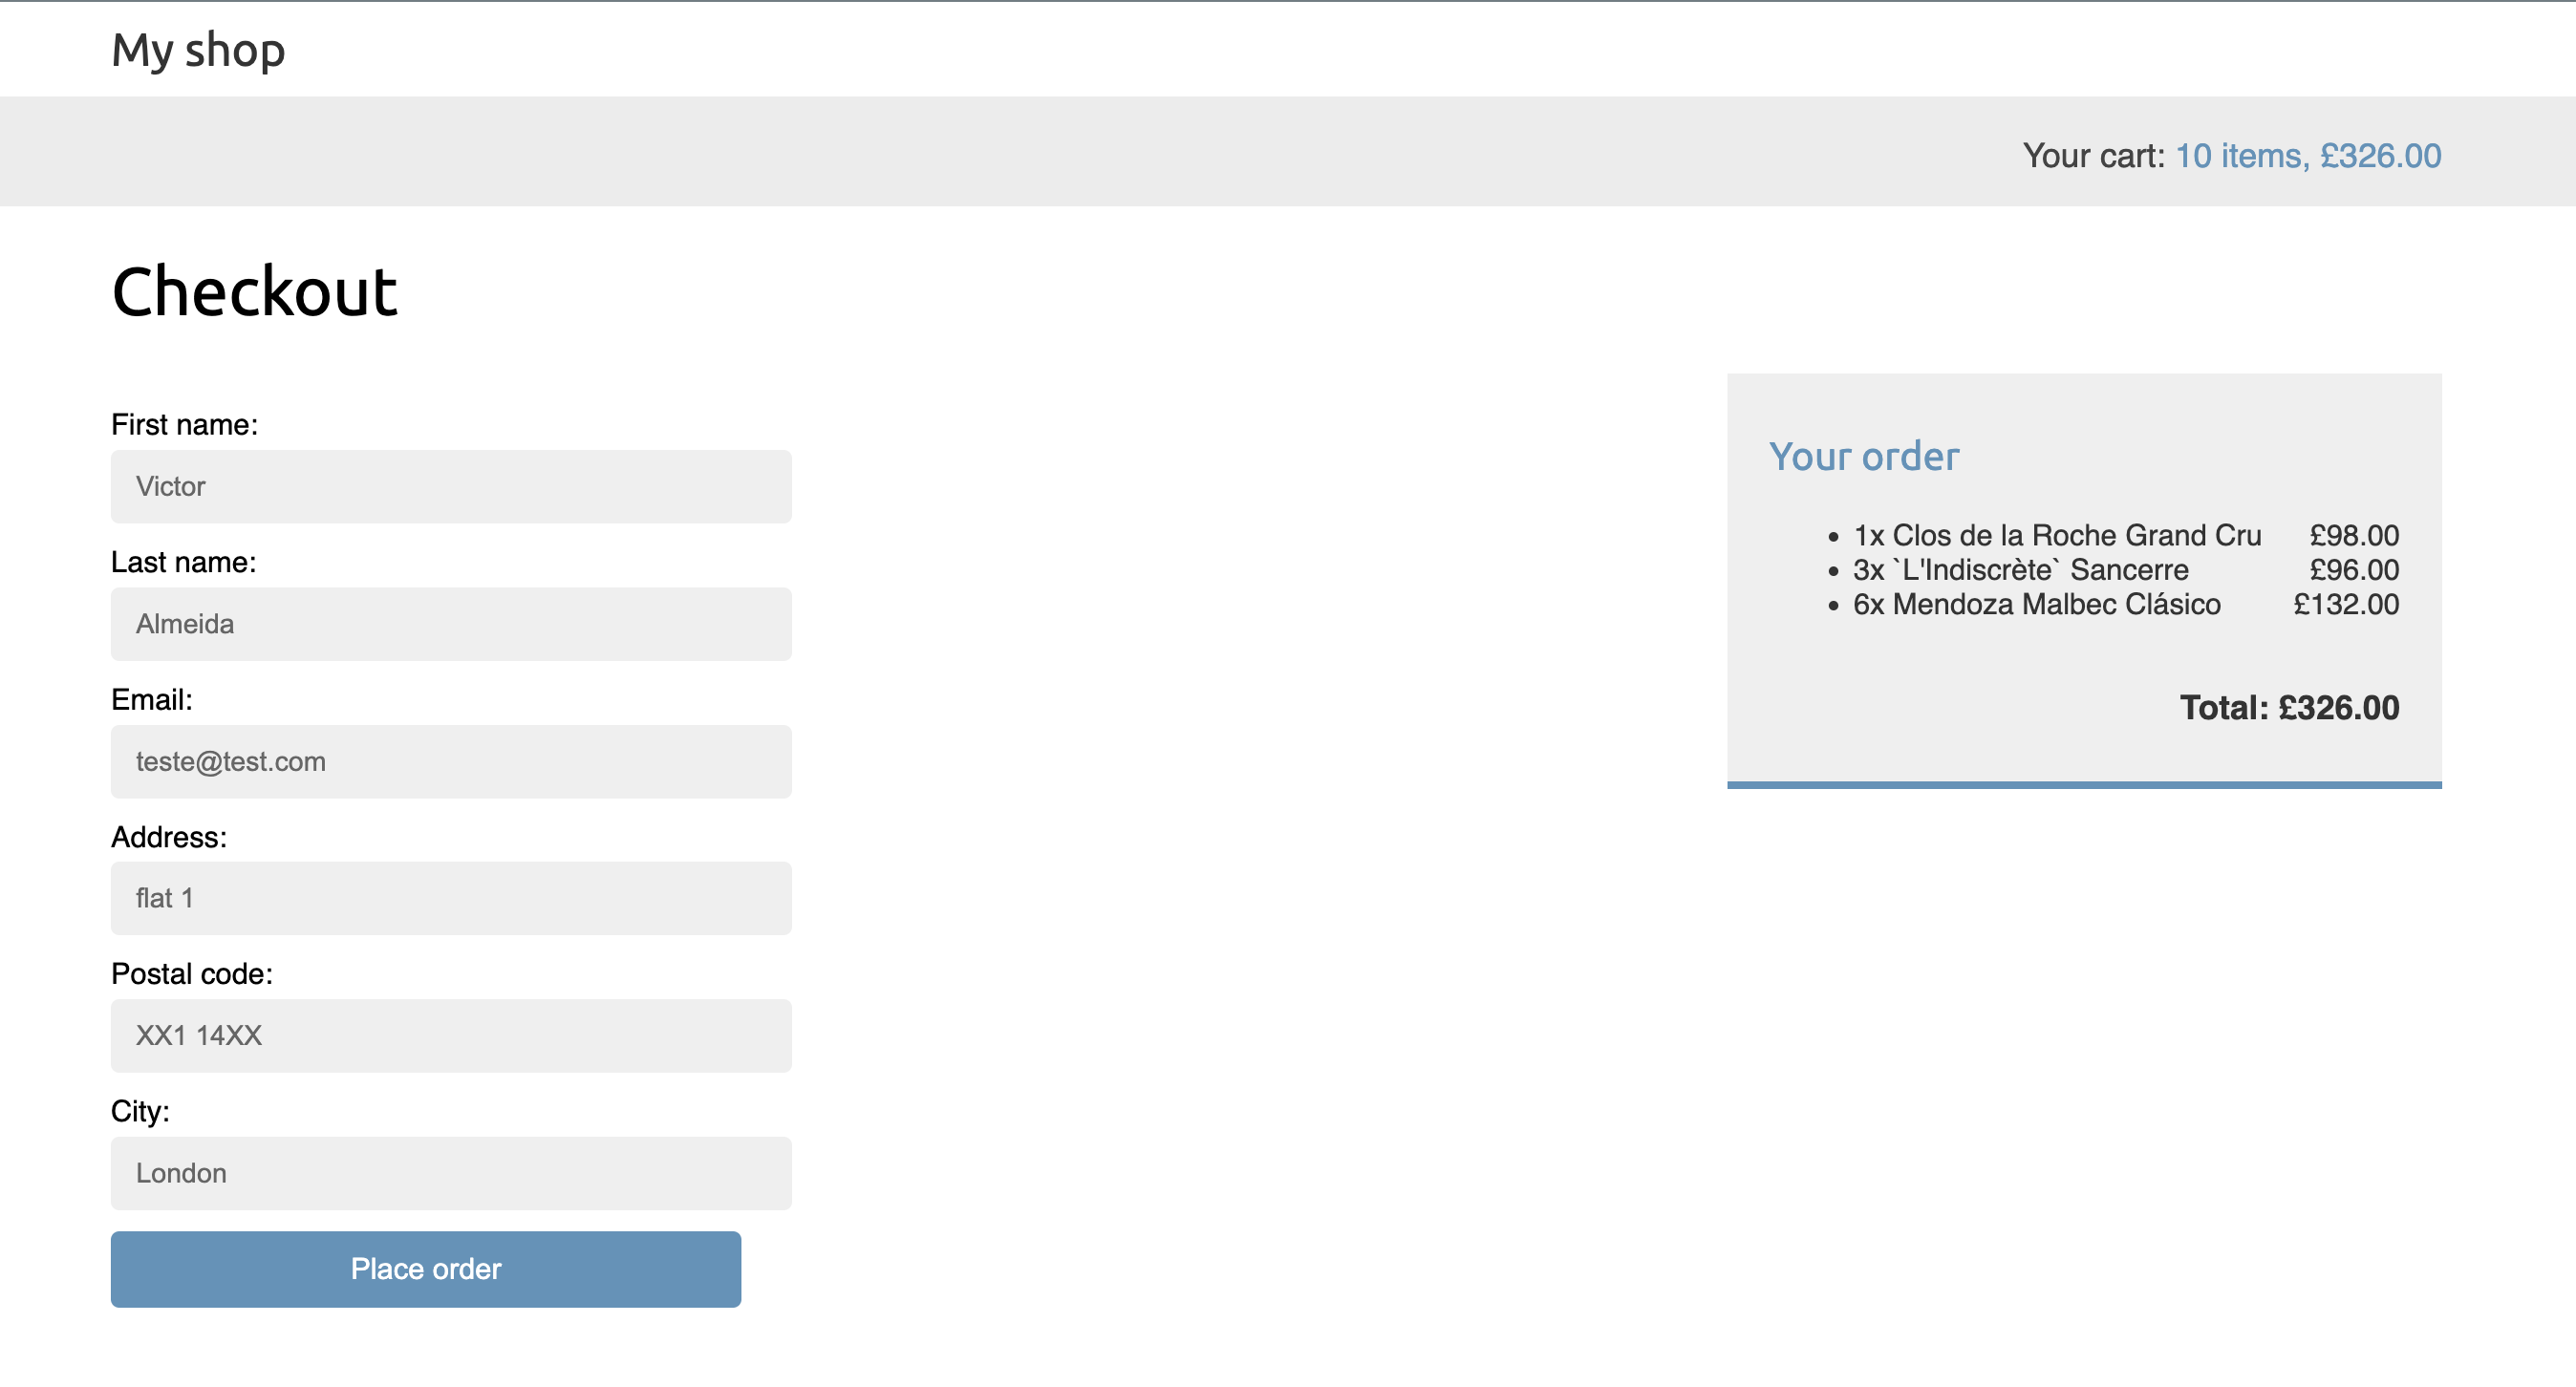 My shop
Your cart: 10 items, £326.00
Checkout
First name:
Victor
Last name:
Almeida
Email:
teste@test.com
Address:
flat 1
Postal code:
XX1 14XX
City:
London
Place order
Your order
• 1x Clos de la Roche Grand Cru £98.00
• 3x `L'Indiscrète` Sancerre £96.00
• 6x Mendoza Malbec Clásico £132.00
Total: £326.00